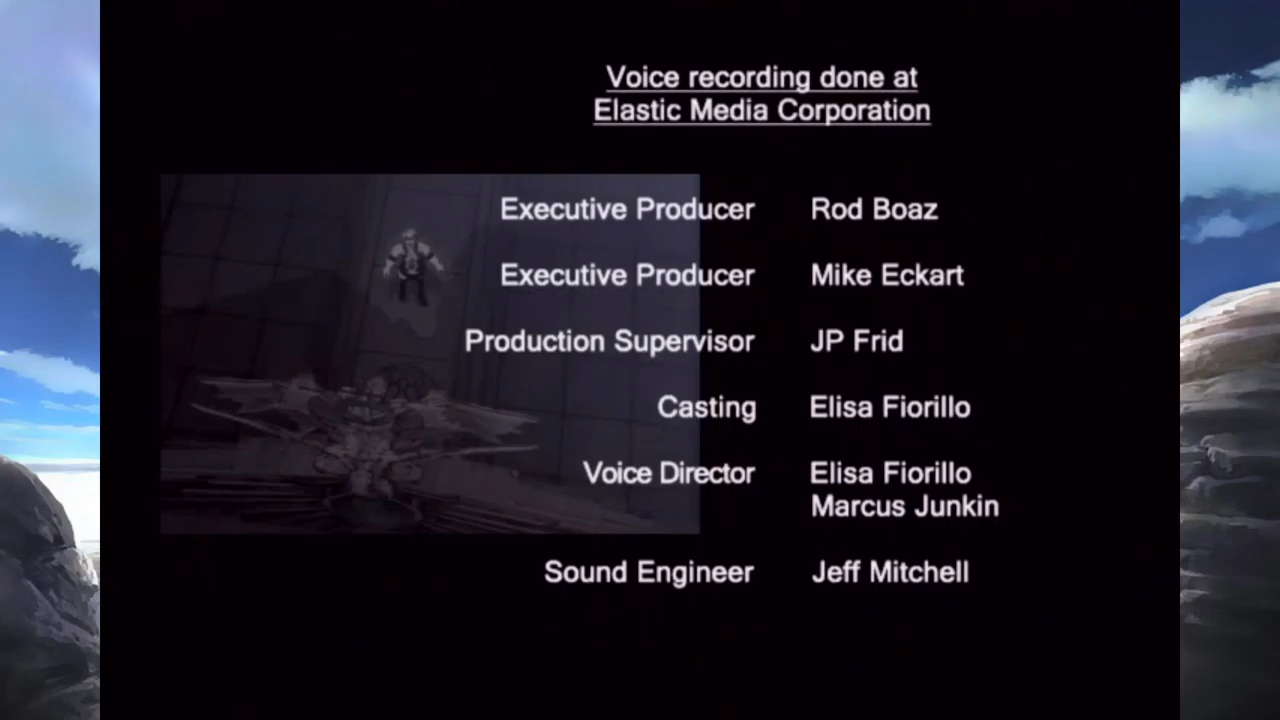 Voice recording done at
Elastic Media Corporation
Executive Producer Rod Boaz
Executive Producer Mike Eckart
Production Supervisor JP Frid
Casting Elisa Fiorillo
Voice Director Elisa Fiorillo
Marcus Junkin
Sound Engineer Jeff Mitchell